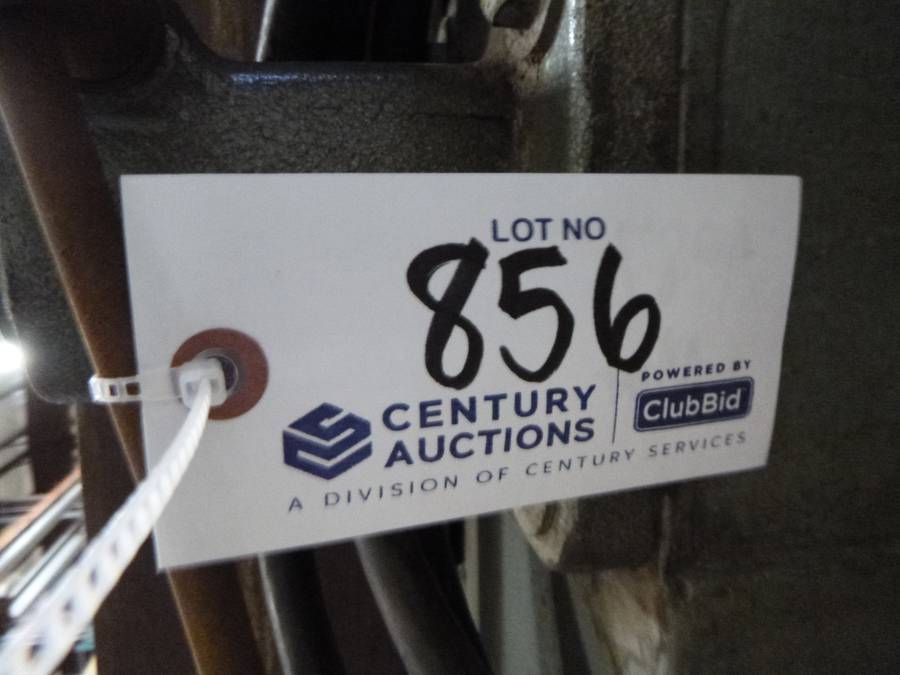 LOT NO
856
CENTURY
AUCTIONS
POWERED BY
ClubBid
A DIVISION OF CENTURY SERVICES